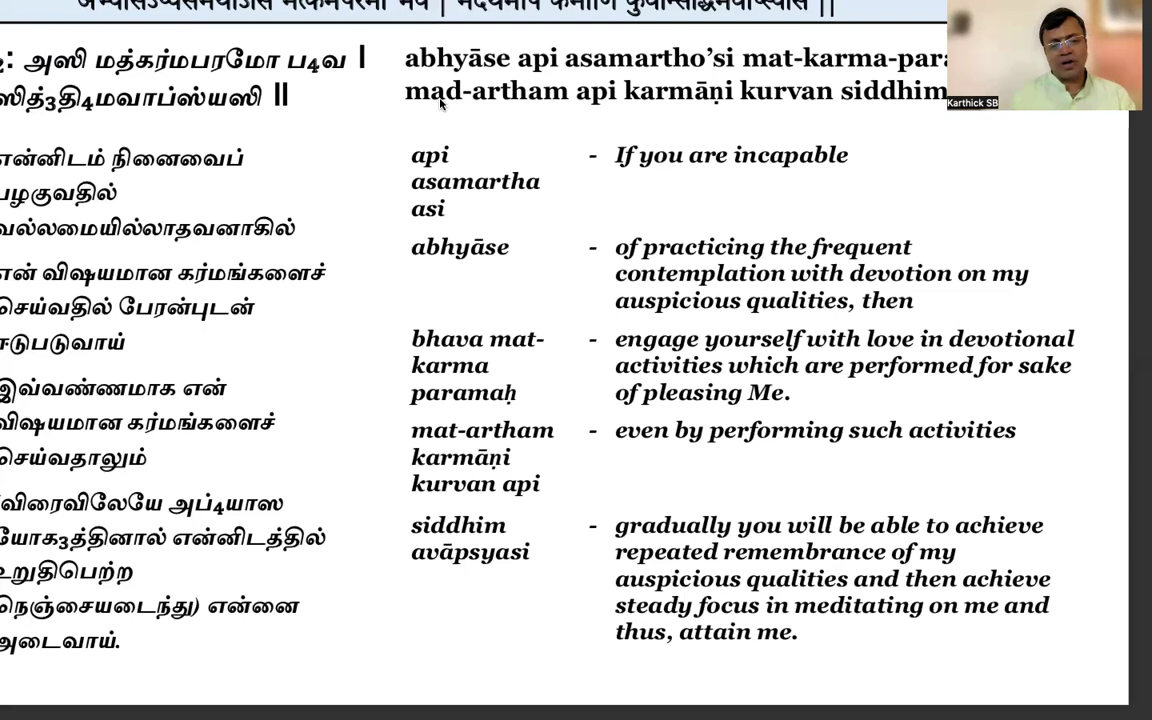 அஸி மத்கர்மபரமோ ப4வ |
ஸித்3தி4மவாப்ஸ்யஸி ||
abhyāse api asamartho’si mat-karma-para
mad-artham api karmāṇi kurvan siddhim
Karthick SB
என்னிடம் நினைவைப்
பழகுவதில்
வல்லமையில்லாதவனாகில்
என் விஷயமான கர்மங்களைச்
செய்வதில் பேரன்புடன்
ஈடுபடுவாய்
இவ்வண்ணமாக என்
விஷயமான கர்மங்களைச்
செய்வதாலும்
(விரைவிலேயே அப்4யாஸ
யோக3த்தினால் என்னிடத்தில்
உறுதிபெற்ற
நெஞ்சையடைந்து) என்னை
அடைவாய்.
api - If you are incapable
asamartha
asi
abhyāse - of practicing the frequent
contemplation with devotion on my
auspicious qualities, then
bhava mat- - engage yourself with love in devotional
karma activities which are performed for sake
paramaḥ of pleasing Me.
mat-artham - even by performing such activities
karmāṇi
kurvan api
siddhim - gradually you will be able to achieve
avāpsyasi repeated remembrance of my
auspicious qualities and then achieve
steady focus in meditating on me and
thus, attain me.